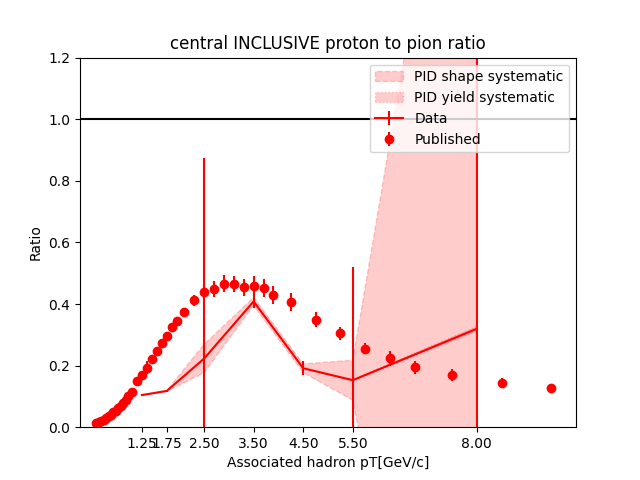 central INCLUSIVE proton to pion ratio
PID shape systematic
PID yield systematic
Data
Published
1.2
1.0
0.8
0.6
0.4
0.2
0.0
Ratio
1.25 1.75 2.50 3.50 4.50 5.50 8.00
Associated hadron pT[GeV/c]